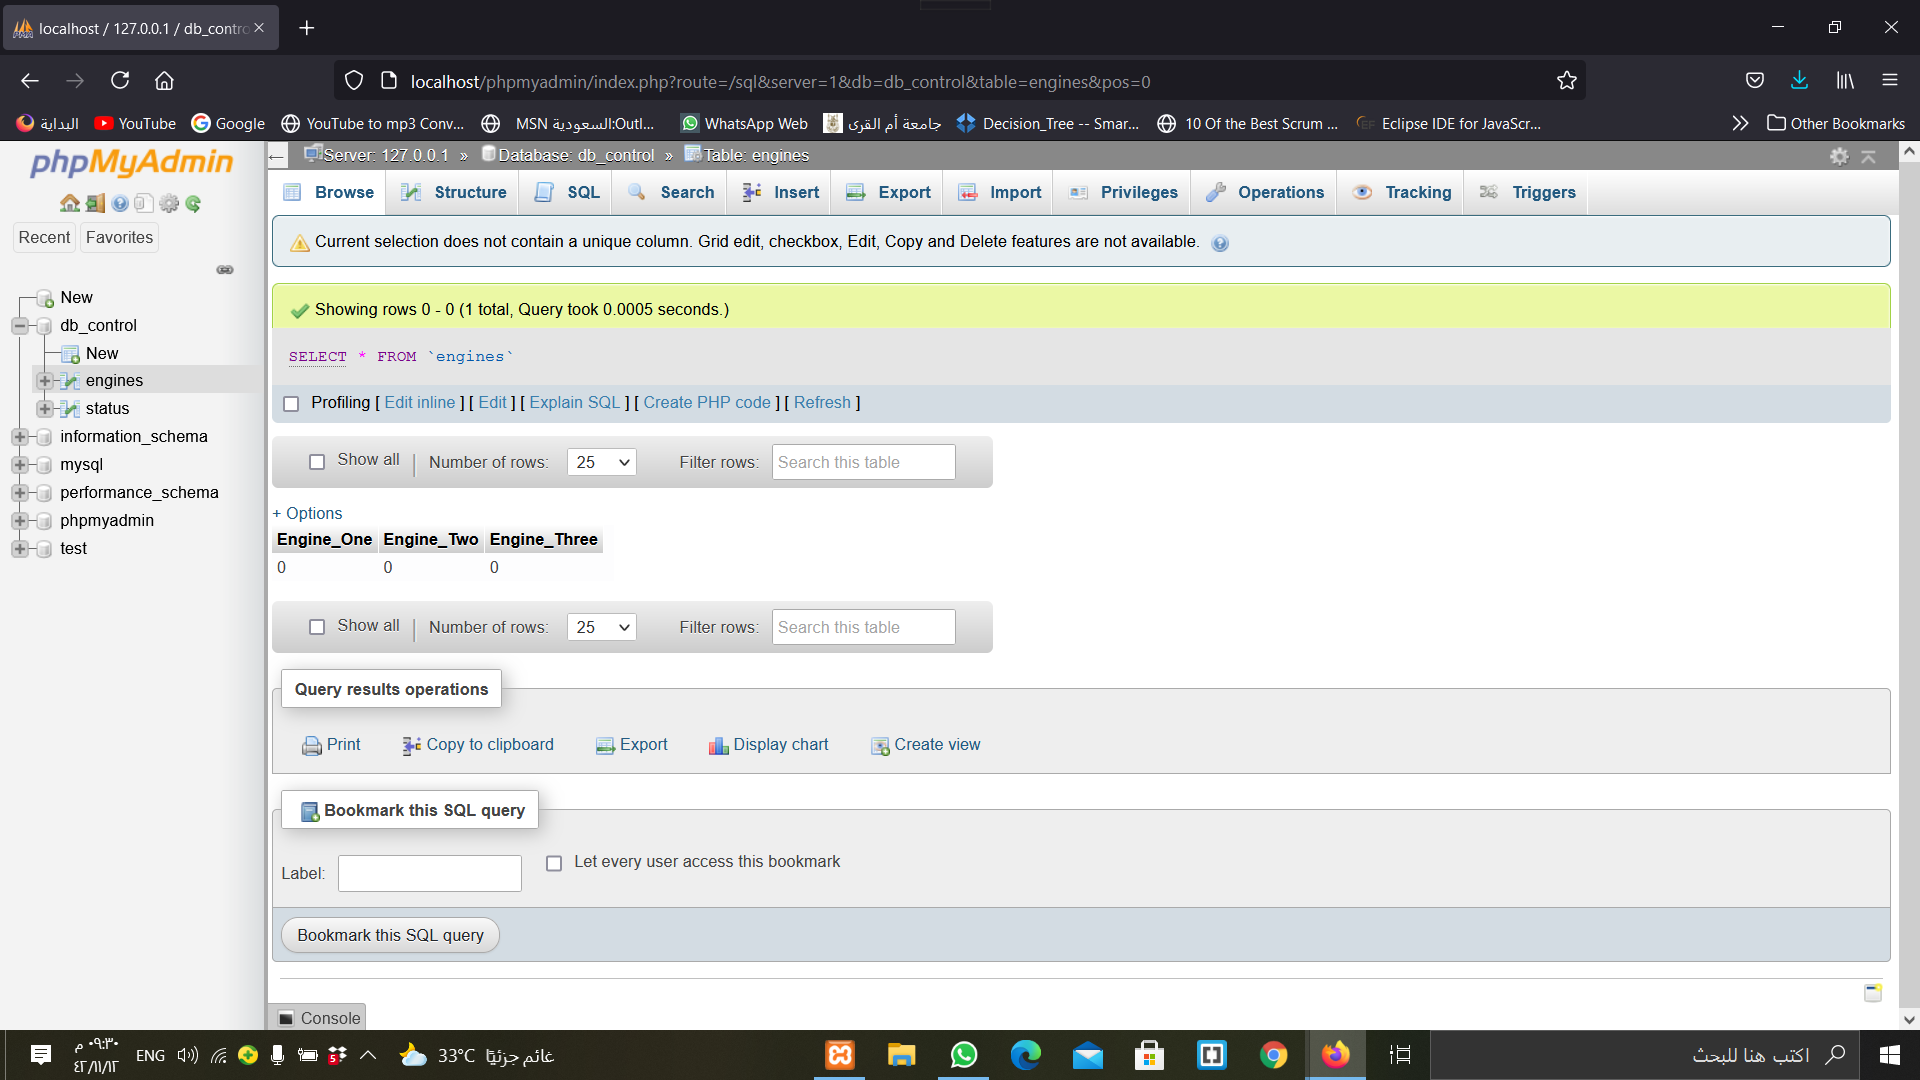 localhost / 127.0.0.1 / db_contro
localhost/phpmyadmin/index.php?route=/sql&server=1&db=db_control&table=engines&pos=0
البداية YouTube Google YouTube to mp3 Conv... MSN السعودية:Outl... WhatsApp Web جامعة أم القرى Decision_Tree -- Smar... 10 Of the Best Scrum ... Eclipse IDE for JavaScr... Other Bookmarks
phpMyAdmin
Server: 127.0.0.1 » Database: db_control » Table: engines
Browse Structure SQL Search Insert Export Import Privileges Operations Tracking Triggers
Recent Favorites
Current selection does not contain a unique column. Grid edit, checkbox, Edit, Copy and Delete features are not available.
New
db_control
New
engines
status
information_schema
mysql
performance_schema
phpmyadmin
test
Showing rows 0 - 0 (1 total, Query took 0.0005 seconds.)
SELECT * FROM `engines`
Profiling [ Edit inline ] [ Edit ] [ Explain SQL ] [ Create PHP code ] [ Refresh ]
Show all Number of rows: 25 Filter rows: Search this table
+ Options
Engine_One Engine_Two Engine_Three
0 0 0
Show all Number of rows: 25 Filter rows: Search this table
Query results operations
Print Copy to clipboard Export Display chart Create view
Bookmark this SQL query
Label: Let every user access this bookmark
Bookmark this SQL query
Console
٠٩:٣٠ م
٤٢/١١/١٢
ENG
5
33°C غائم جزئيًا
اكتب هنا للبحث